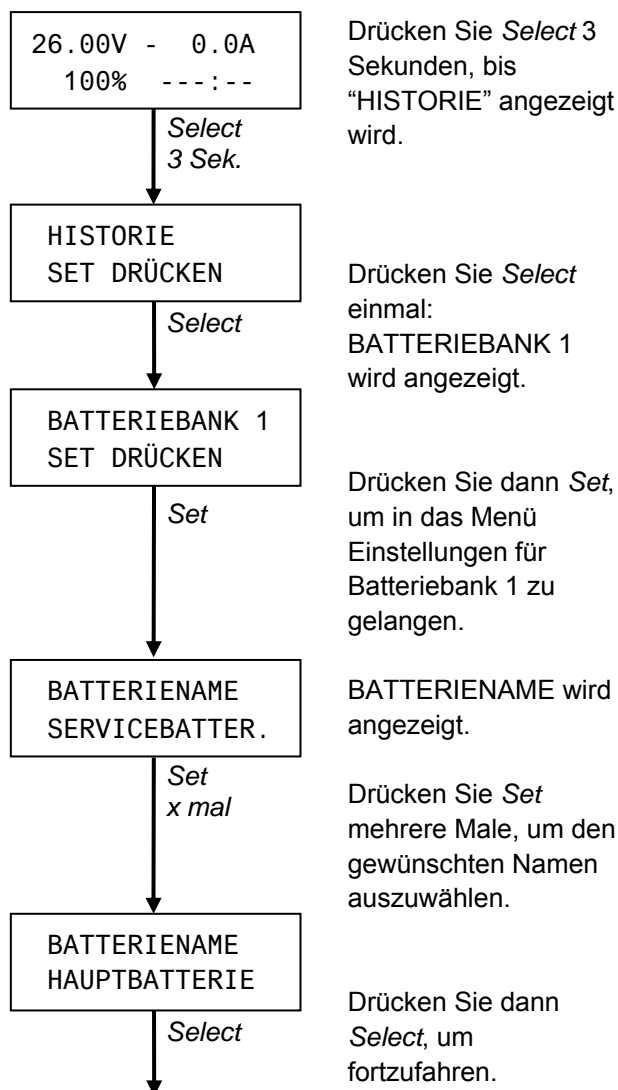 26.00V - 0.0A
100% ---:--
Drücken Sie Select 3
Sekunden, bis
“HISTORIE” angezeigt
wird.
Select
3 Sek.
HISTORIE
SET DRÜCKEN
Drücken Sie Select
einmal:
BATTERIEBANK 1
wird angezeigt.
Select
BATTERIEBANK 1
SET DRÜCKEN
Drücken Sie dann Set,
um in das Menü
Einstellungen für
Batteriebank 1 zu
gelangen.
Set
BATTERIENAME
SERVICEBATTER.
BATTERIENAME wird
angezeigt.
Set
x mal
Drücken Sie Set
mehrere Male, um den
gewünschten Namen
auszuwählen.
BATTERIENAME
HAUPTBATTERIE
Select
Drücken Sie dann
Select, um
fortzufahren.